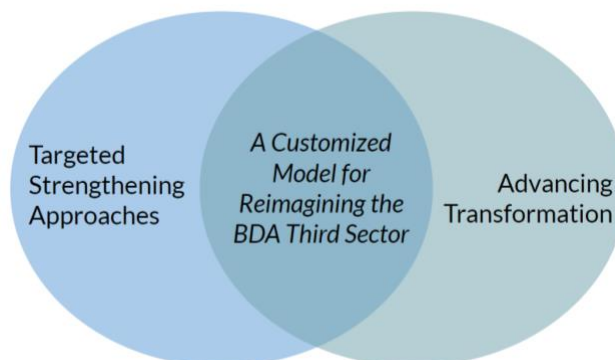 Targeted
Strengthening
Approaches
A Customized
Model for
Reimagining the
BDA Third Sector
Advancing
Transformation